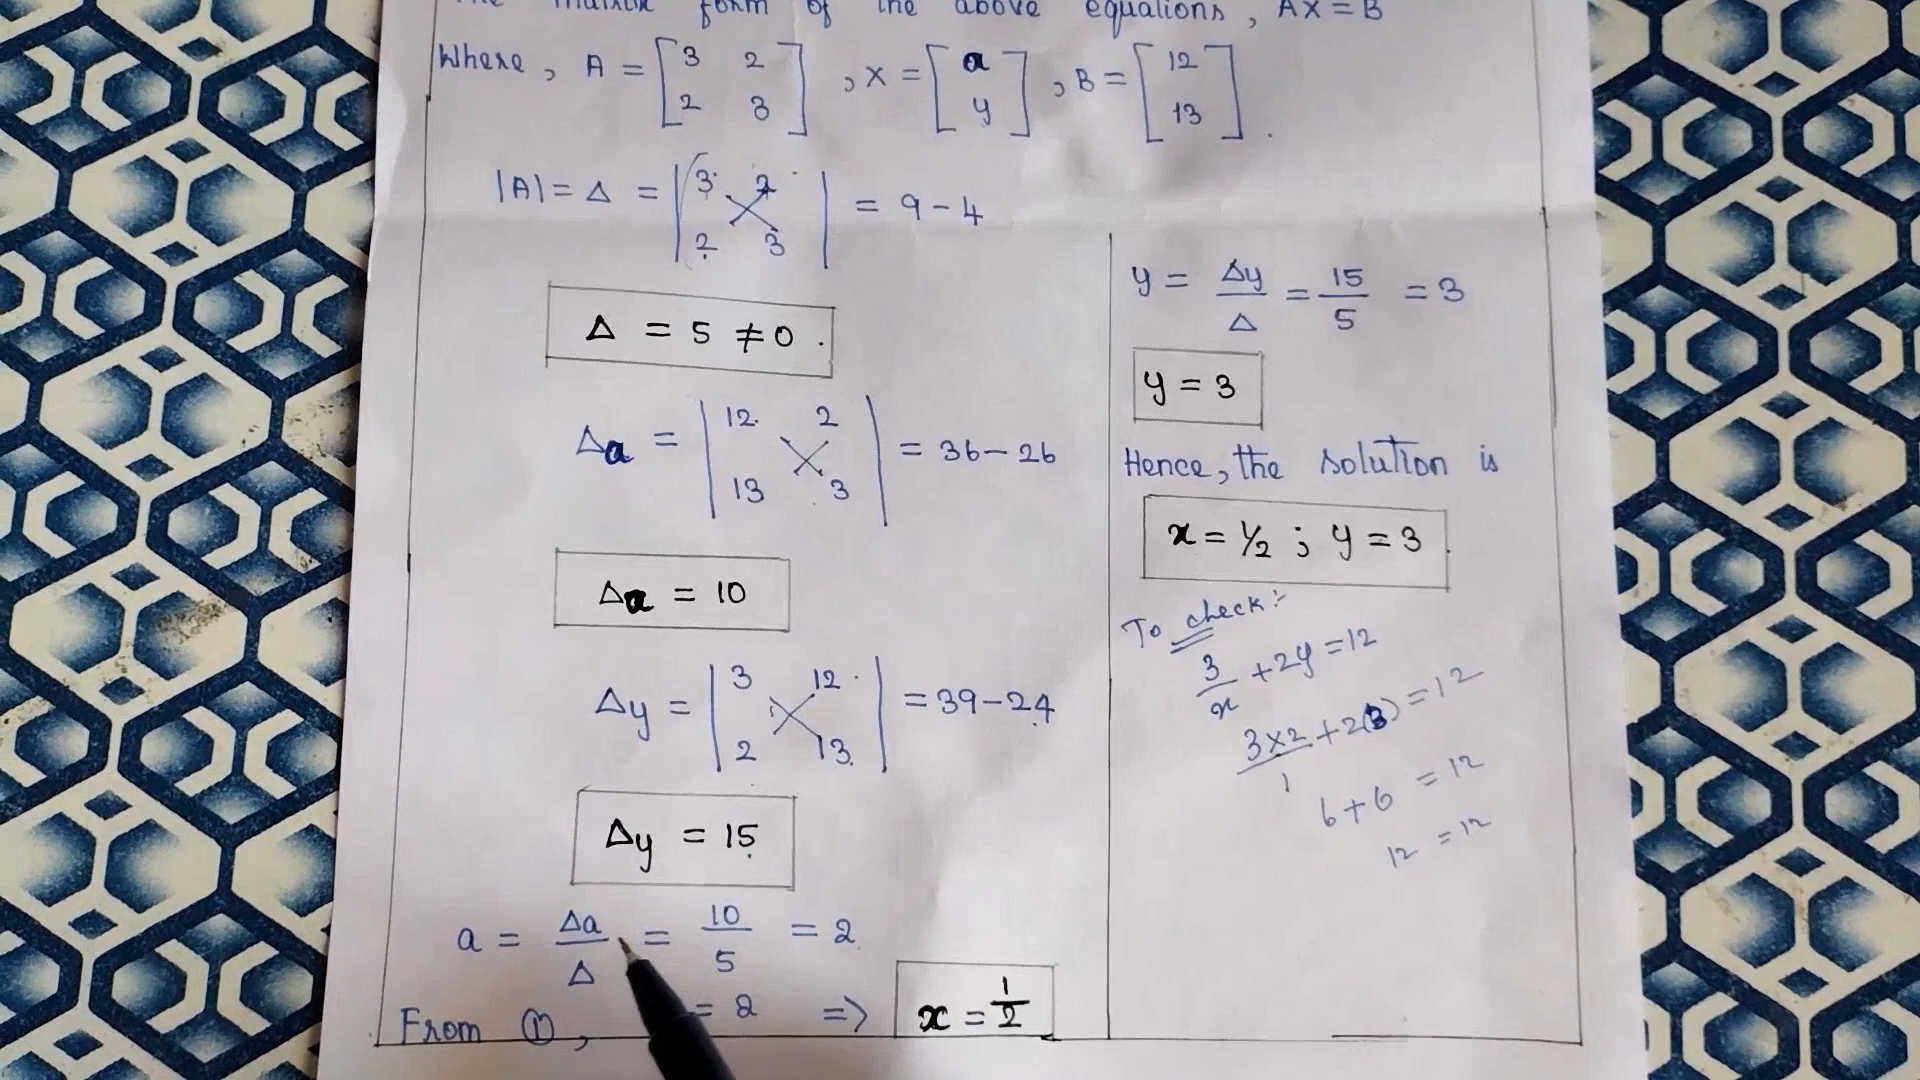 The matrix form of the above equations, AX = B
Where, A = [3 2 2 3], X = [a y], B = [12 13].
|A| = Δ = |3 2 2 3| = 9 - 4
Δ = 5 ≠ 0.
Δa = |12 2 13 3| = 36 - 26
Δa = 10
Δy = |3 12 2 13| = 39 - 24
Δy = 15
a = Δa/Δ = 10/5 = 2
From ①, = 2 => x = 1/2
y = Δy/Δ = 15/5 = 3
y = 3
Hence, the solution is
x = 1/2 ; y = 3
To check:-
3/x + 2y = 12
3×2/1 + 2(3) = 12
6 + 6 = 12
12 = 12